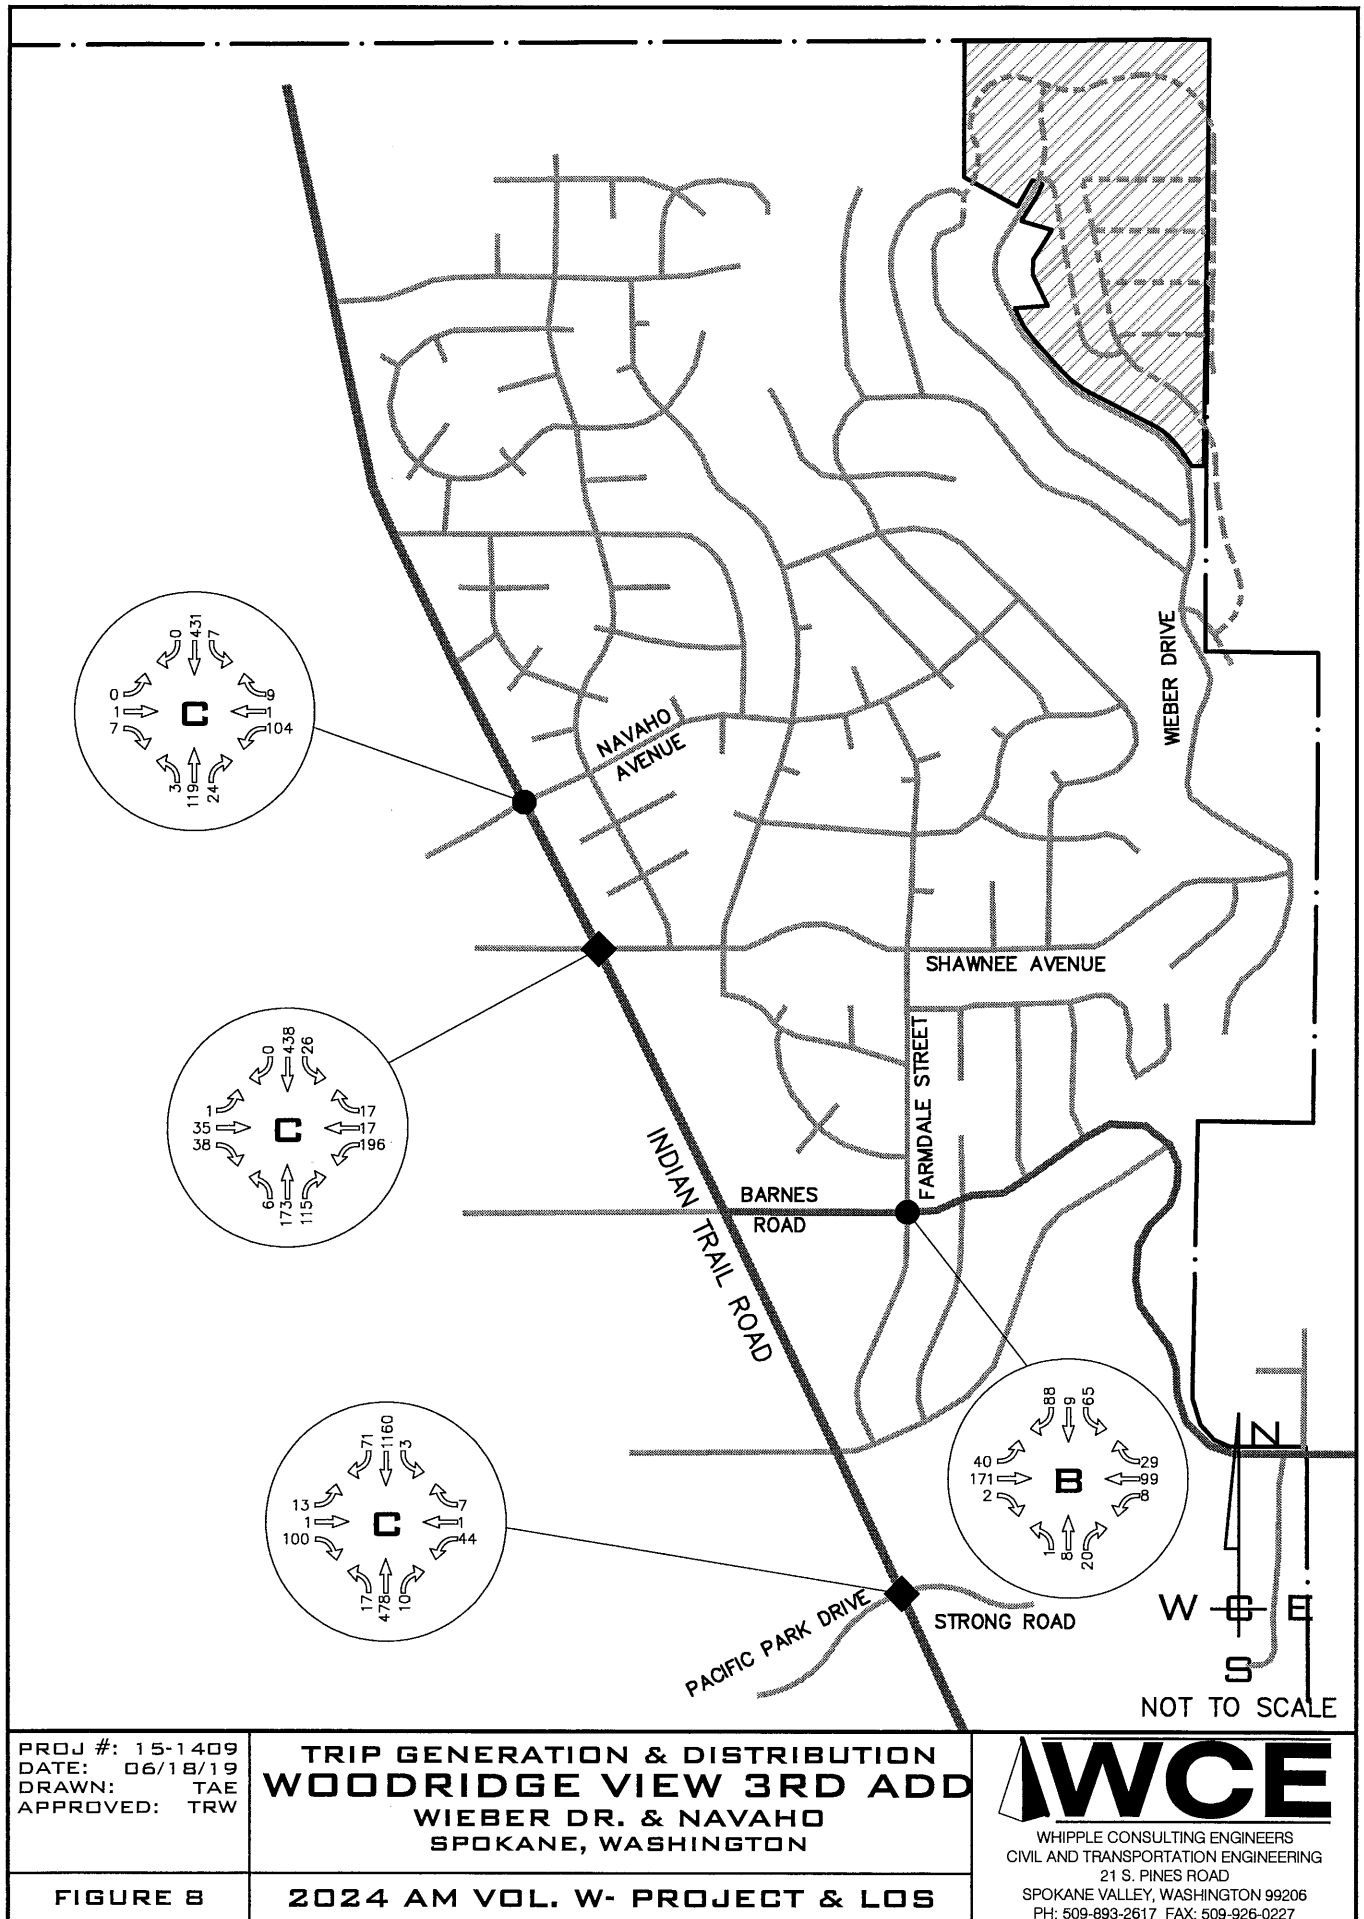 0
431
7
0
1
7
C
9
1
104
3
119
24
NAVAHO
AVENUE
WIEBER DRIVE
SHAWNEE AVENUE
0
438
26
1
35
38
C
17
17
196
6
173
115
FARMDALE STREET
INDIAN TRAIL ROAD
BARNES
ROAD
71
1160
3
13
1
100
C
7
1
44
17
478
10
88
9
65
40
171
2
B
29
99
8
1
8
20
PACIFIC PARK DRIVE
STRONG ROAD
N
W C E
S
NOT TO SCALE
PROJ #: 15-1409
DATE: 06/18/19
DRAWN: TAE
APPROVED: TRW
FIGURE 8
TRIP GENERATION & DISTRIBUTION
WOODRIDGE VIEW 3RD ADD
WIEBER DR. & NAVAHO
SPOKANE, WASHINGTON
2024 AM VOL. W- PROJECT & LOS
WCE
WHIPPLE CONSULTING ENGINEERS
CIVIL AND TRANSPORTATION ENGINEERING
21 S. PINES ROAD
SPOKANE VALLEY, WASHINGTON 99206
PH: 509-893-2617 FAX: 509-926-0227